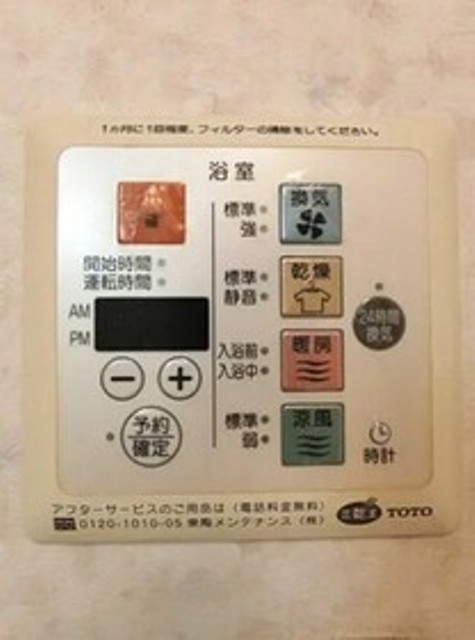 1ヵ月に1回程度、フィルターの掃除をしてください。
浴室
換気
標準
強
開始時間
運転時間
乾燥
標準
静音
AM
PM
24時間
換気
暖房
入浴前
入浴中
予約
確定
涼風
標準
弱
時計
アフターサービスのご用品は（電話料金無料）
0120-1010-05 東陶メンテナンス（株）
TOTO